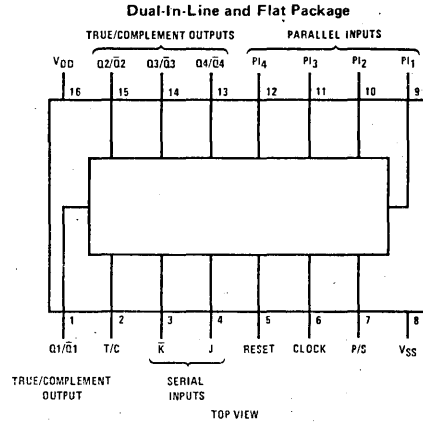 Dual-In-Line and Flat Package
TRUE/COMPLEMENT OUTPUTS PARALLEL INPUTS
VDD Q2/Q̅2 Q3/Q̅3 Q4/Q̅4 PI4 PI3 PI2 PI1
16 15 14 13 12 11 10 9
1 2 3 4 5 6 7 8
Q1/Q̅1 T/C K̅ J RESET CLOCK P/S VSS
TRUE/COMPLEMENT SERIAL
OUTPUT INPUTS
TOP VIEW